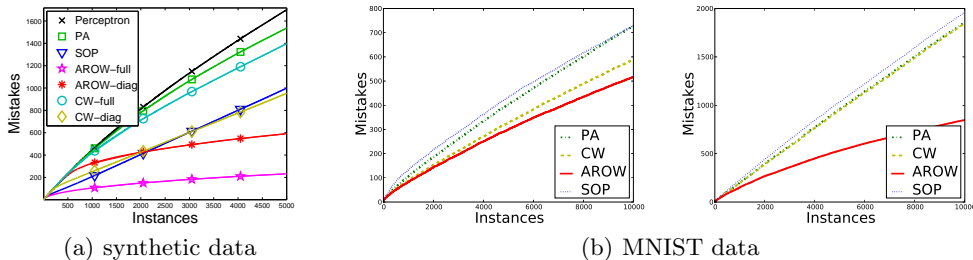 Perceptron
PA
SOP
AROW-full
AROW-diag
CW-full
CW-diag
Mistakes
1600
1400
1200
1000
800
600
400
200
500 1000 1500 2000 2500 3000 3500 4000 4500 5000
Instances
(a) synthetic data
Mistakes
800
700
600
500
400
300
200
100
0
0 2000 4000 6000 8000 10000
Instances
PA
CW
AROW
SOP
Mistakes
2000
1500
1000
500
0
0 2000 4000 6000 8000 10000
Instances
PA
CW
AROW
SOP
(b) MNIST data